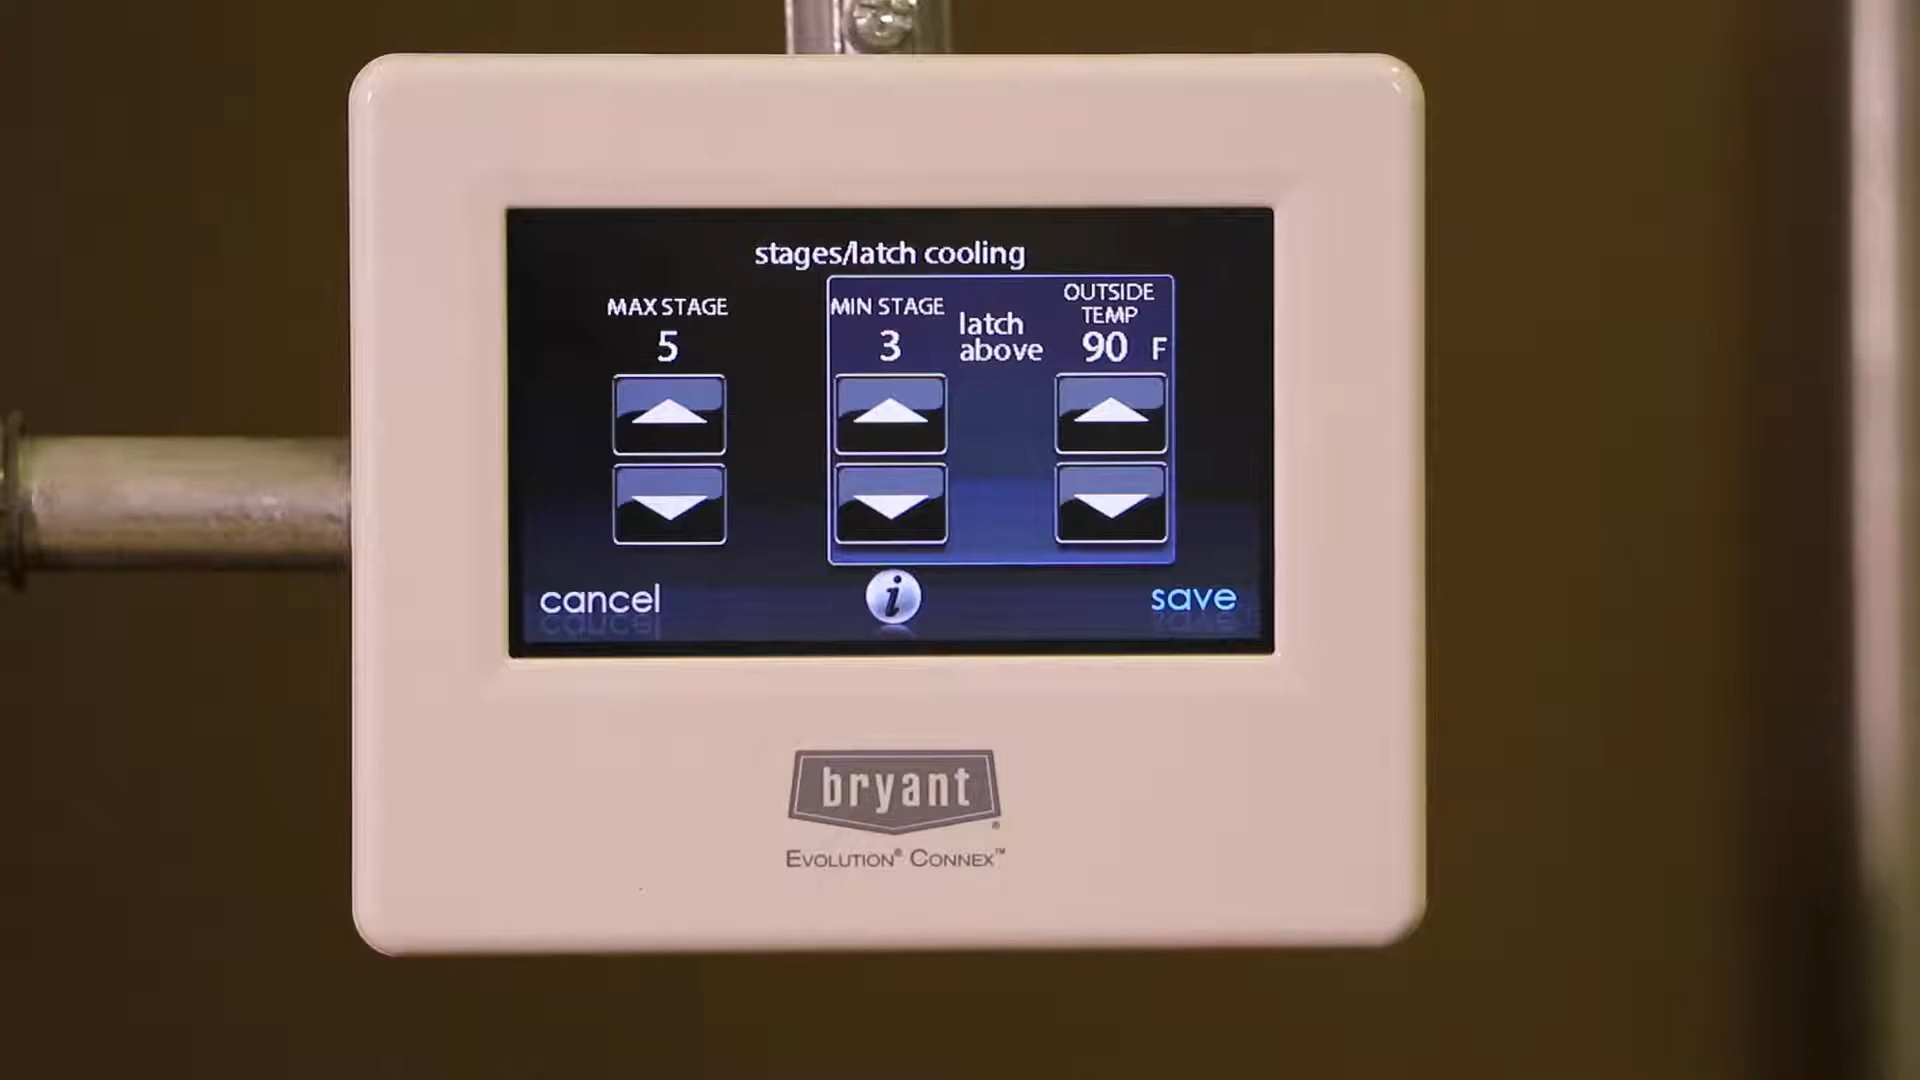 stages/latch cooling
MAX STAGE
5
MIN STAGE
3
latch
above
OUTSIDE
TEMP
90 F
cancel
i
save
bryant®
EVOLUTION® CONNEX™